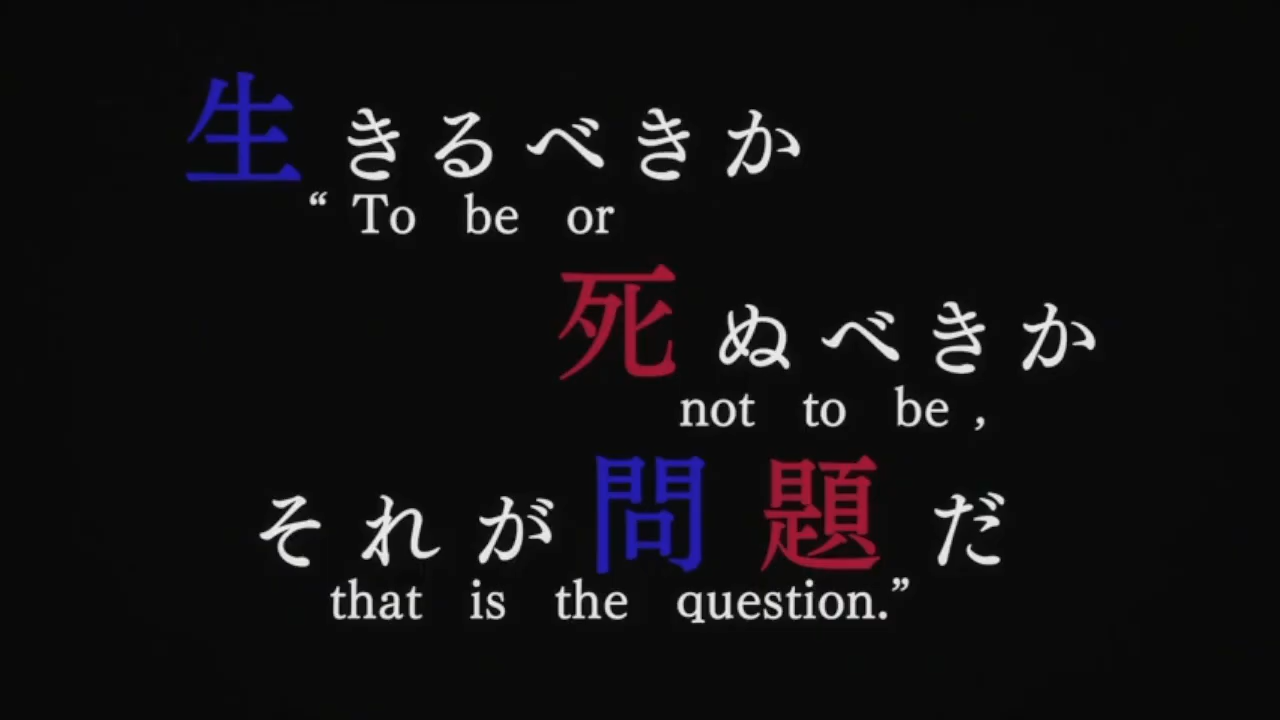 生きるべきか
“To be or
死ぬべきか
not to be,
それが問題だ
that is the question.”